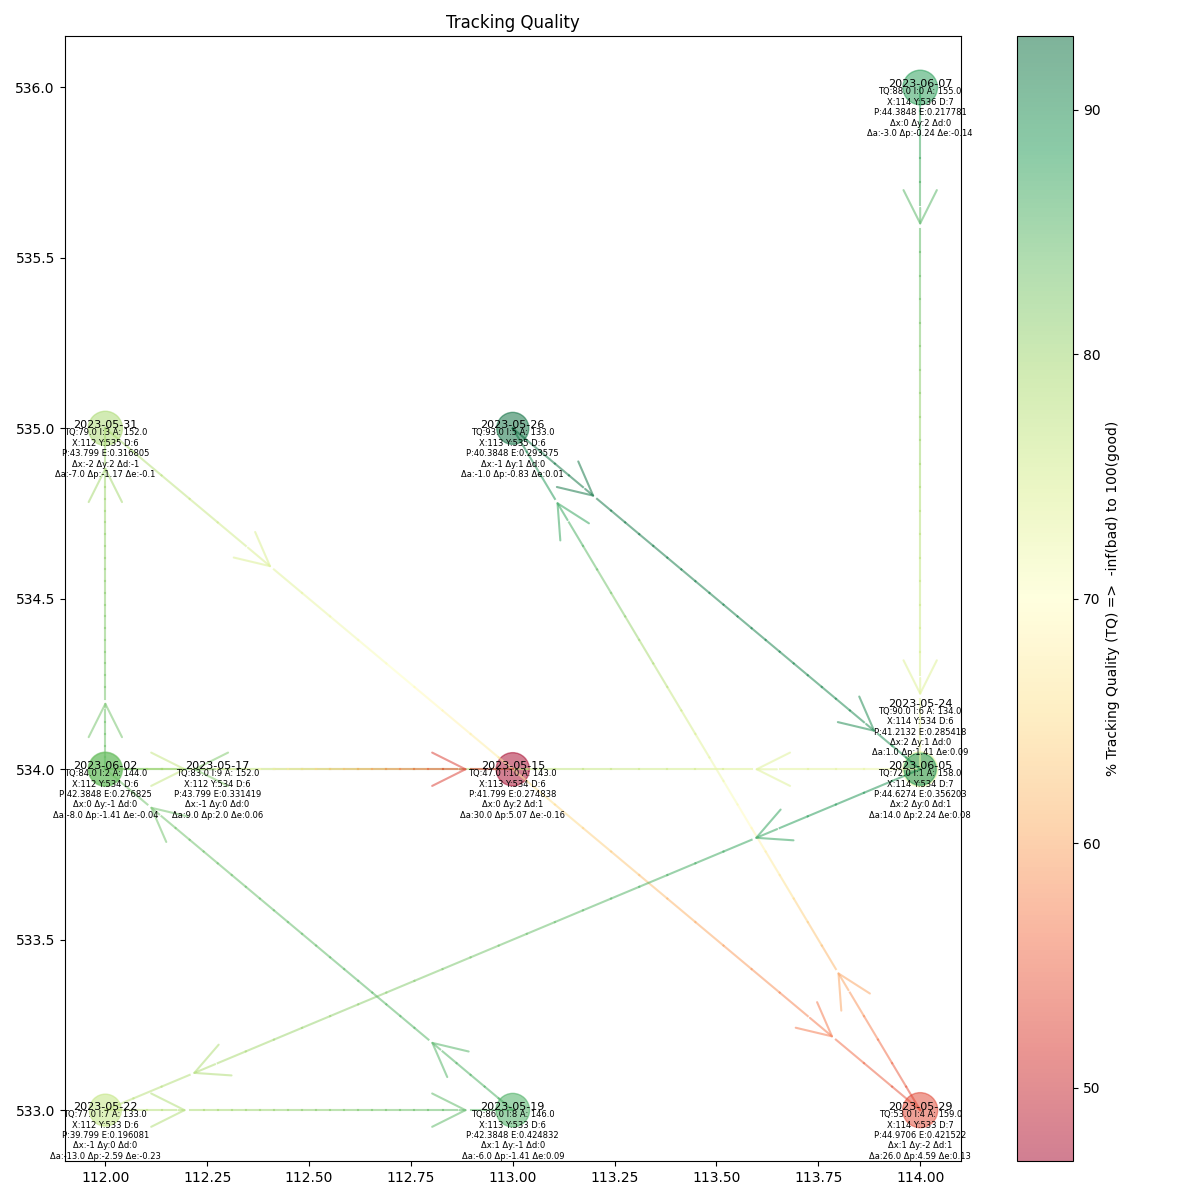 Tracking Quality
536.0
535.5
535.0
534.5
534.0
533.5
533.0
112.00
112.25
112.50
112.75
113.00
113.25
113.50
113.75
114.00
2023-06-07
TQ:88.0 I:0 A: 155.0
X:114 Y:536 D:7
P:44.3848 E:0.217781
Δx:0 Δy:2 Δd:0
Δa:-3.0 Δp:-0.24 Δe:-0.14
2023-05-31
TQ:79.0 I:3 A: 152.0
X:112 Y:535 D:6
P:43.799 E:0.316805
Δx:-2 Δy:2 Δd:-1
Δa:-7.0 Δp:-1.17 Δe:-0.1
2023-05-26
TQ:93.0 I:5 A: 133.0
X:113 Y:535 D:6
P:40.3848 E:0.293575
Δx:-1 Δy:1 Δd:0
Δa:-1.0 Δp:-0.83 Δe:0.01
2023-05-24
TQ:90.0 I:6 A: 134.0
X:114 Y:534 D:6
P:41.2132 E:0.285418
Δx:2 Δy:1 Δd:0
Δa:1.0 Δp:1.41 Δe:0.09
2023-06-02
TQ:84.0 I:2 A: 144.0
X:112 Y:534 D:6
P:42.3848 E:0.276825
Δx:0 Δy:-1 Δd:0
Δa:-8.0 Δp:-1.41 Δe:-0.04
2023-05-17
TQ:83.0 I:9 A: 152.0
X:112 Y:534 D:6
P:43.799 E:0.331419
Δx:-1 Δy:0 Δd:0
Δa:9.0 Δp:2.0 Δe:0.06
2023-05-15
TQ:47.0 I:10 A: 143.0
X:113 Y:534 D:6
P:41.799 E:0.274838
Δx:0 Δy:2 Δd:1
Δa:30.0 Δp:5.07 Δe:-0.16
2023-06-05
TQ:72.0 I:1 A: 158.0
X:114 Y:534 D:7
P:44.6274 E:0.356203
Δx:2 Δy:0 Δd:1
Δa:14.0 Δp:2.24 Δe:0.08
2023-05-22
TQ:77.0 I:7 A: 133.0
X:112 Y:533 D:6
P:39.799 E:0.196081
Δx:-1 Δy:0 Δd:0
Δa:-13.0 Δp:-2.59 Δe:-0.23
2023-05-19
TQ:86.0 I:8 A: 146.0
X:113 Y:533 D:6
P:42.3848 E:0.424832
Δx:1 Δy:-1 Δd:0
Δa:-6.0 Δp:-1.41 Δe:0.09
2023-05-29
TQ:53.0 I:4 A: 159.0
X:114 Y:533 D:7
P:44.9706 E:0.421522
Δx:1 Δy:-2 Δd:1
Δa:26.0 Δp:4.59 Δe:0.13
90
80
70
60
50
% Tracking Quality (TQ) =>  -inf(bad) to 100(good)